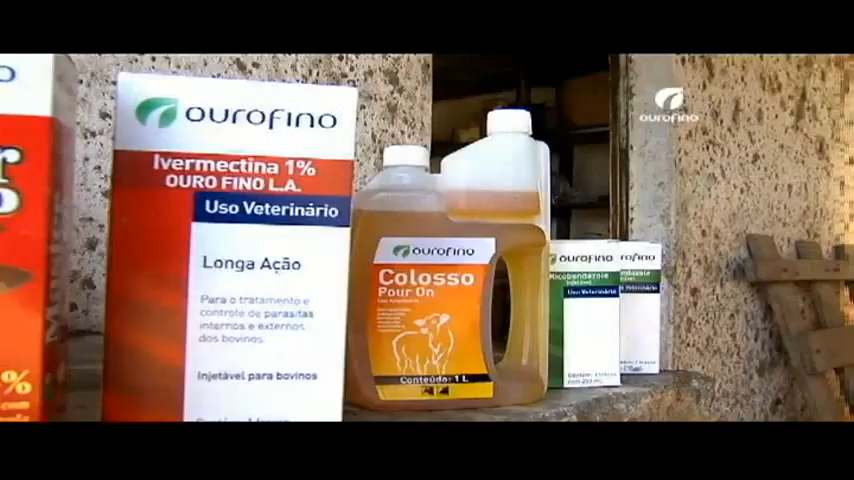 OUROFINO
Ivermectina 1%
OURO FINO L.A.
Uso Veterinário
Longa Ação
Para o tratamento e
controle de parasitas
internos e externos
dos bovinos.
Injetável para bovinos
OUROFINO
Colosso
Pour On
Conteúdo: 1 L
OUROFINO
Ricobendazole
Uso Veterinário
OUROFINO
OUROFINO
%